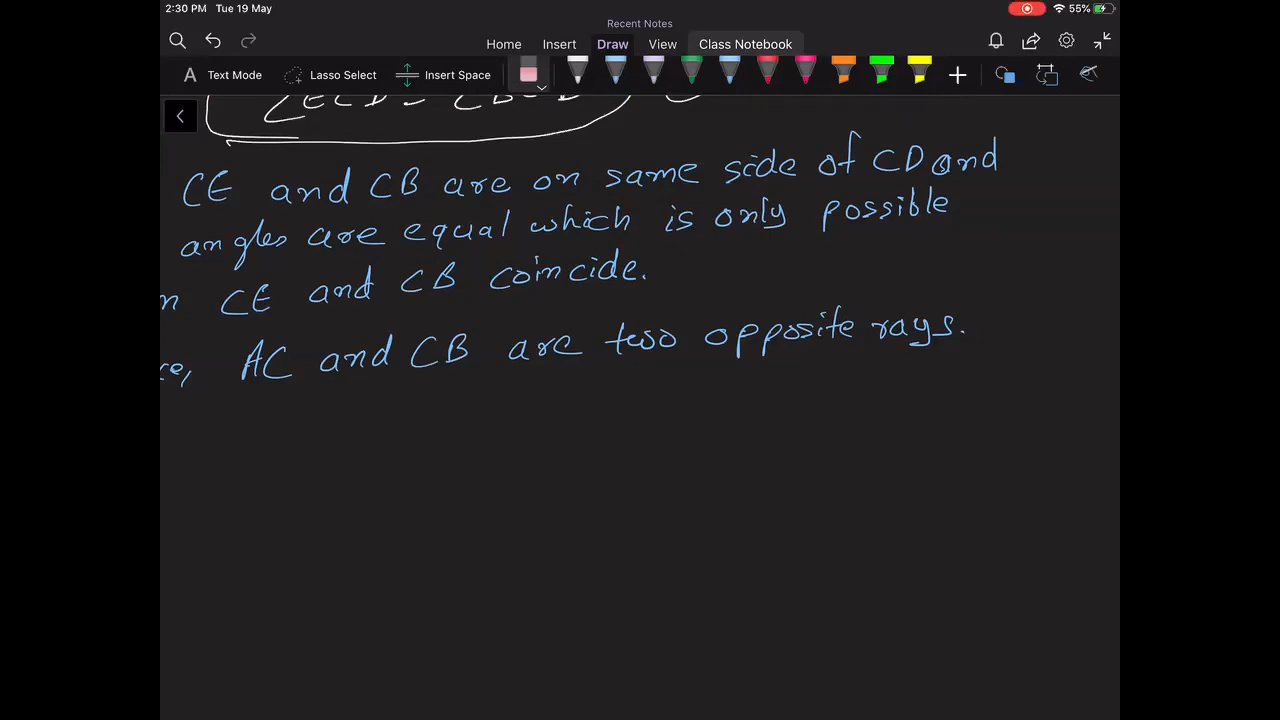 2:30 PM Tue 19 May
55%
Recent Notes
Home Insert Draw View Class Notebook
Text Mode Lasso Select Insert Space
CE and CB are on same side of CD and
angles are equal which is only possible
n CE and CB coincide.
ce, AC and CB are two opposite rays.